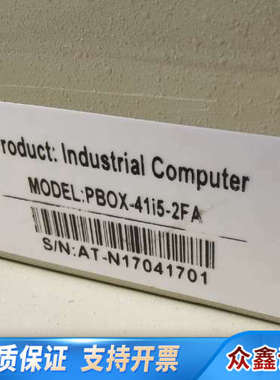 roduct: Industrial Computer
MODEL:PBOX-41i5-2FA
S/N:AT-N17041701
质保证 支持开票
众鑫